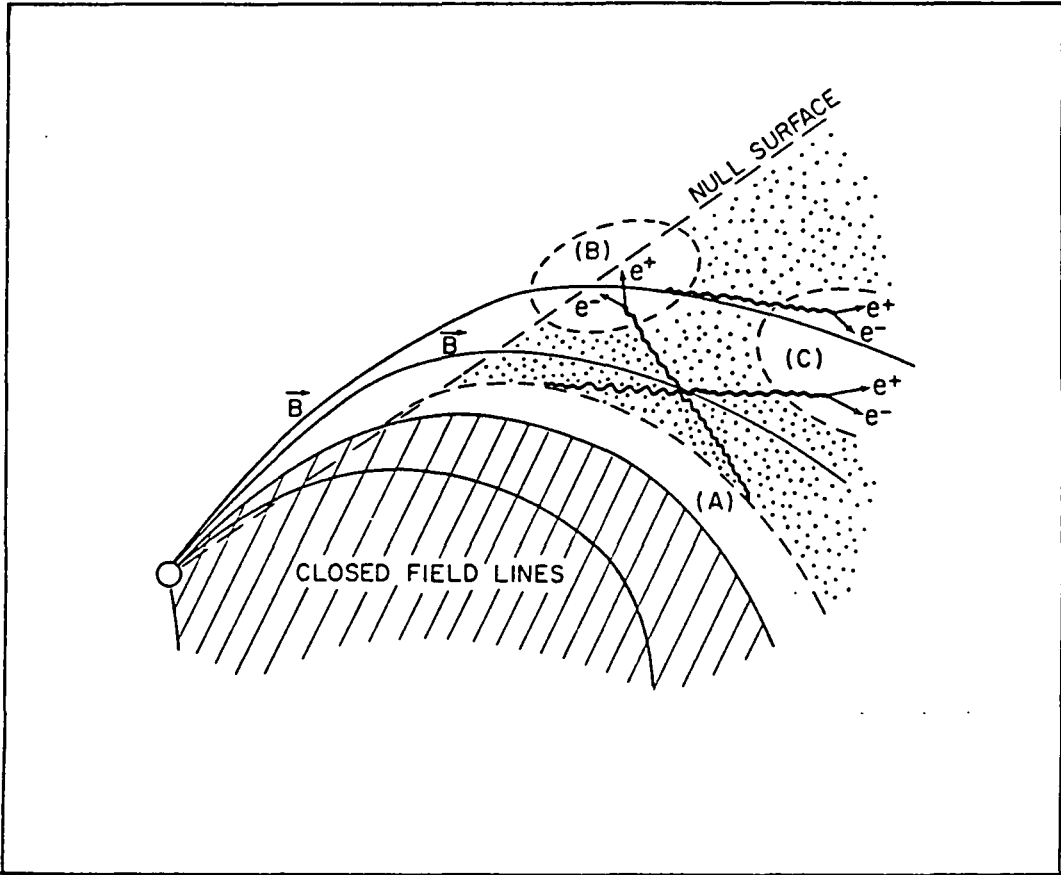 NULL SURFACE
(B)
e+
e-
B
e+
e-
B
(C)
e+
e-
(A)
CLOSED FIELD LINES